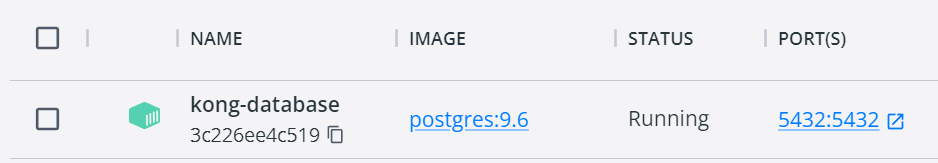 NAME IMAGE STATUS PORT(S)
kong-database
3c226ee4c519 postgres:9.6 Running 5432:5432